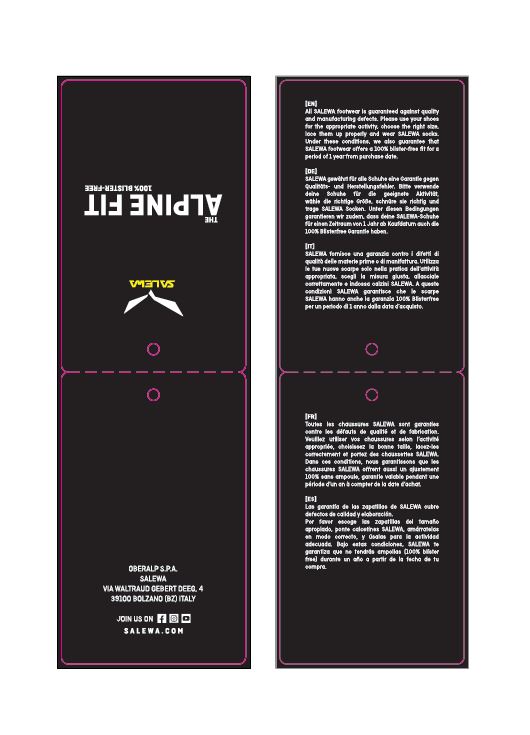 THE
ALPINE FIT
100% BLISTER-FREE
SALEWA
OBERALP S.P.A.
SALEWA
VIA WALTRAUD GEBERT DEEG, 4
39100 BOLZANO (BZ) ITALY
JOIN US ON
SALEWA.COM
[EN]
All SALEWA footwear is guaranteed against quality
and manufacturing defects. Please use your shoes
for the appropriate activity, choose the right size,
lace them up properly and wear SALEWA socks.
Under these conditions, we also guarantee that
SALEWA footwear offers a 100% blister-free fit for a
period of 1 year from purchase date.
[DE]
SALEWA gewährt für alle Schuhe eine Garantie gegen
Qualitäts- und Herstellungsfehler. Bitte verwende
deine Schuhe für die geeignete Aktivität,
wähle die richtige Größe, schnüre sie richtig und
trage SALEWA Socken. Unter diesen Bedingungen
garantieren wir zudem, dass deine SALEWA-Schuhe
für einen Zeitraum von 1 Jahr ab Kaufdatum auch die
100% Blisterfree Garantie haben.
[IT]
SALEWA fornisce una garanzia contro i difetti di
qualità delle materie prime o di manifattura. Utilizza
le tue nuove scarpe solo nella pratica dell'attività
appropriata, scegli la misura giusta, allacciale
correttamente e indossa calzini SALEWA. A queste
condizioni SALEWA garantisce che le scarpe
SALEWA hanno anche la garanzia 100% Blisterfree
per un periodo di 1 anno dalla data d'acquisto.
[FR]
Toutes les chaussures SALEWA sont garanties
contre les défauts de qualité et de fabrication.
Veuillez utiliser vos chaussures selon l'activité
appropriée, choisissez la bonne taille, lacez-les
correctement et portez des chaussettes SALEWA.
Dans ces conditions, nous garantissons que les
chaussures SALEWA offrent aussi un ajustement
100% sans ampoule, garantie valable pendant une
période d'un an à compter de la date d'achat.
[ES]
Las garantía de las zapatillas de SALEWA cubre
defectos de calidad y elaboración.
Por favor escoge las zapatillas del tamaño
apropiado, ponte calcetines SALEWA, amárratelas
en modo correcto, y úsalas para la actividad
adecuada. Bajo estas condiciones, SALEWA te
garantiza que no tendrás ampollas (100% blister
free) durante un año a partir de la fecha de tu
compra.